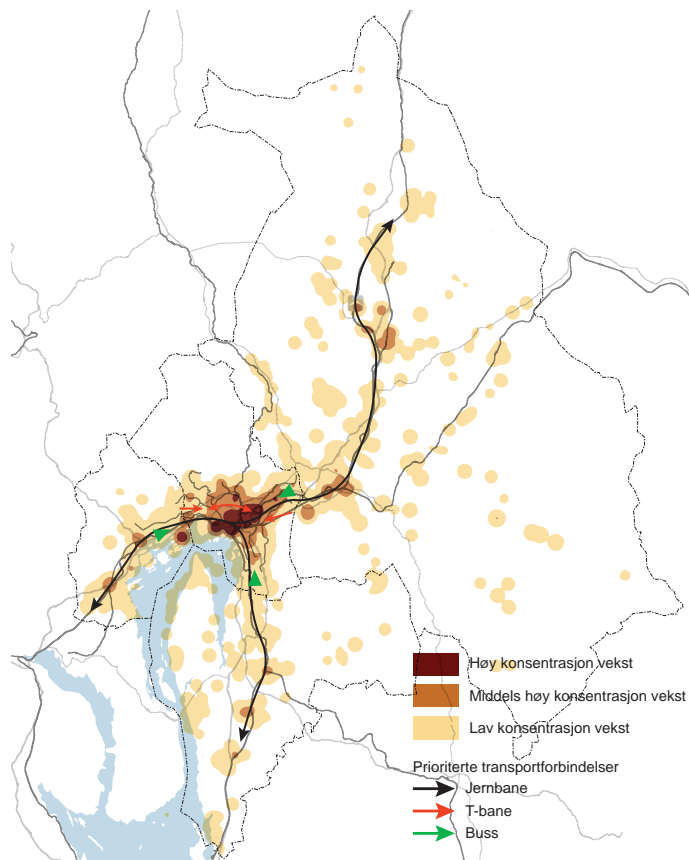 Høy konsentrasjon vekst
Middels høy konsentrasjon vekst
Lav konsentrasjon vekst
Prioriterte transportforbindelser
Jernbane
T-bane
Buss